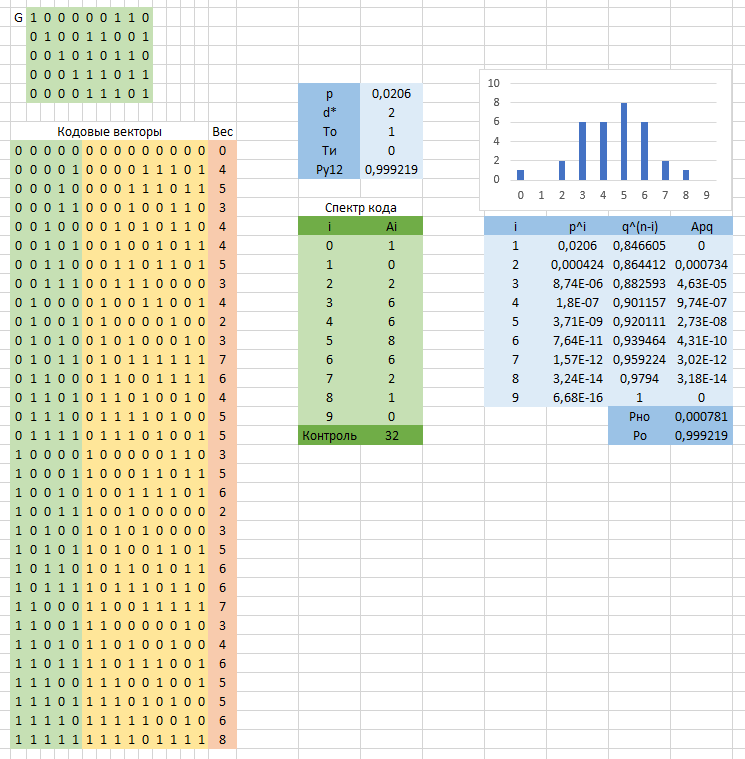 G 1 0 0 0 0 0 1 1 0
0 1 0 0 1 1 0 0 1
0 0 1 0 1 0 1 1 0
0 0 0 1 1 1 0 1 1
0 0 0 0 1 1 1 0 1
Кодовые векторы Вес
0 0 0 0 0 0 0 0 0 0 0 0 0 0 0
0 0 0 0 1 0 0 0 0 1 1 1 0 1 4
0 0 0 1 0 0 0 0 1 1 1 0 1 1 5
0 0 0 1 1 0 0 0 1 0 0 1 1 0 3
0 0 1 0 0 0 0 1 0 1 0 1 1 0 4
0 0 1 0 1 0 0 1 0 0 1 0 1 1 4
0 0 1 1 0 0 0 1 1 0 1 1 0 1 5
0 0 1 1 1 0 0 1 1 1 0 0 0 0 3
0 1 0 0 0 0 1 0 0 1 1 0 0 1 4
0 1 0 0 1 0 1 0 0 0 0 1 0 0 2
0 1 0 1 0 0 1 0 1 0 0 0 1 0 3
0 1 0 1 1 0 1 0 1 1 1 1 1 1 7
0 1 1 0 0 0 1 1 0 0 1 1 1 1 6
0 1 1 0 1 0 1 1 0 1 0 0 1 0 4
0 1 1 1 0 0 1 1 1 1 0 1 0 0 5
0 1 1 1 1 0 1 1 1 0 1 0 0 1 5
1 0 0 0 0 1 0 0 0 0 0 1 1 0 3
1 0 0 0 1 1 0 0 0 1 1 0 1 1 5
1 0 0 1 0 1 0 0 1 1 1 1 0 1 6
1 0 0 1 1 1 0 0 1 0 0 0 0 0 2
1 0 1 0 0 1 0 1 0 1 0 0 0 0 3
1 0 1 0 1 1 0 1 0 0 1 1 0 1 5
1 0 1 1 0 1 0 1 1 0 1 0 1 1 6
1 0 1 1 1 1 0 1 1 1 0 1 1 0 6
1 1 0 0 0 1 1 0 0 1 1 1 1 1 7
1 1 0 0 1 1 1 0 0 0 0 0 1 0 3
1 1 0 1 0 1 1 0 1 0 0 1 0 0 4
1 1 0 1 1 1 1 0 1 1 1 0 0 1 6
1 1 1 0 0 1 1 1 0 0 1 0 0 1 5
1 1 1 0 1 1 1 1 0 1 0 1 0 0 5
1 1 1 1 0 1 1 1 1 1 0 0 1 0 6
1 1 1 1 1 1 1 1 1 0 1 1 1 1 8
p 0,0206
d* 2
То 1
Ти 0
Ру12 0,999219
Спектр кода
i Ai
0 1
1 0
2 2
3 6
4 6
5 8
6 6
7 2
8 1
9 0
Контроль 32
10
8
6
4
2
0
0 1 2 3 4 5 6 7 8 9
i p^i q^(n-i) Apq
1 0,0206 0,846605 0
2 0,000424 0,864412 0,000734
3 8,74E-06 0,882593 4,63E-05
4 1,8E-07 0,901157 9,74E-07
5 3,71E-09 0,920111 2,73E-08
6 7,64E-11 0,939464 4,31E-10
7 1,57E-12 0,959224 3,02E-12
8 3,24E-14 0,9794 3,18E-14
9 6,68E-16 1 0
Рно 0,000781
Ро 0,999219